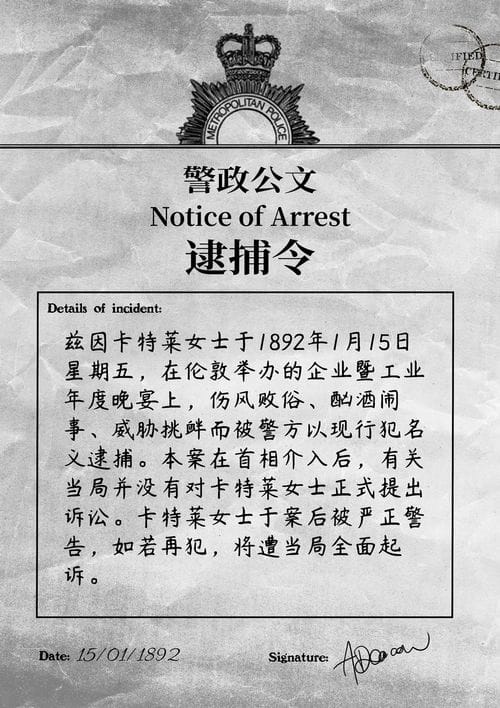 METROPOLITAN POLICE
警政公文
Notice of Arrest
逮捕令
Details of incident:
兹因卡特莱女士于1892年1月15日
星期五，在伦敦举办的企业暨工业
年度晚宴上，伤风败俗、酗酒闹
事、威胁挑衅而被警方以现行犯名
义逮捕。本案在首相介入后，有关
当局并没有对卡特莱女士正式提出
诉讼。卡特莱女士于案后被严正警
告，如若再犯，将遭当局全面起
诉。
Date: 15/01/1892
Signature: